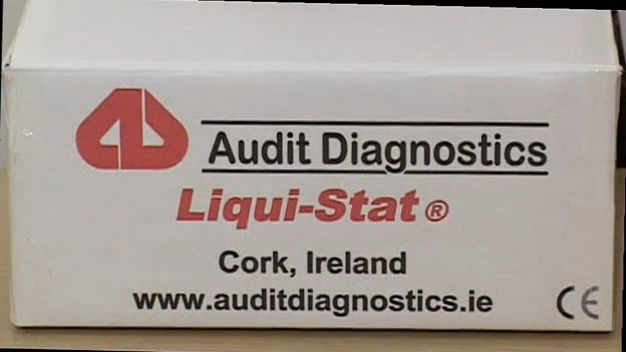 Audit Diagnostics
Liqui-Stat ®
Cork, Ireland
www.auditdiagnostics.ie
CE